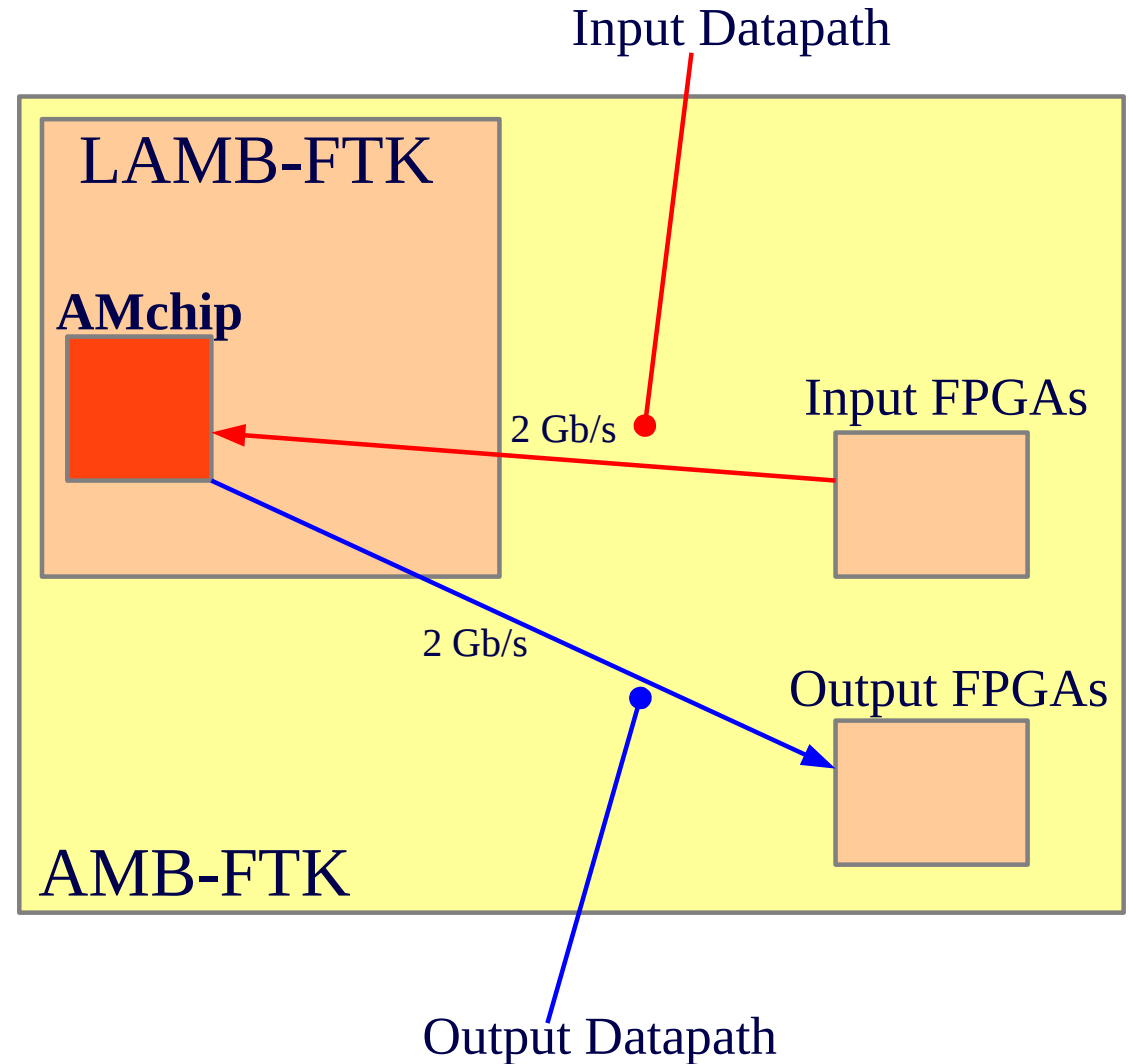 Input Datapath
LAMB-FTK
AMchip
Input FPGAs
2 Gb/s
2 Gb/s
Output FPGAs
AMB-FTK
Output Datapath